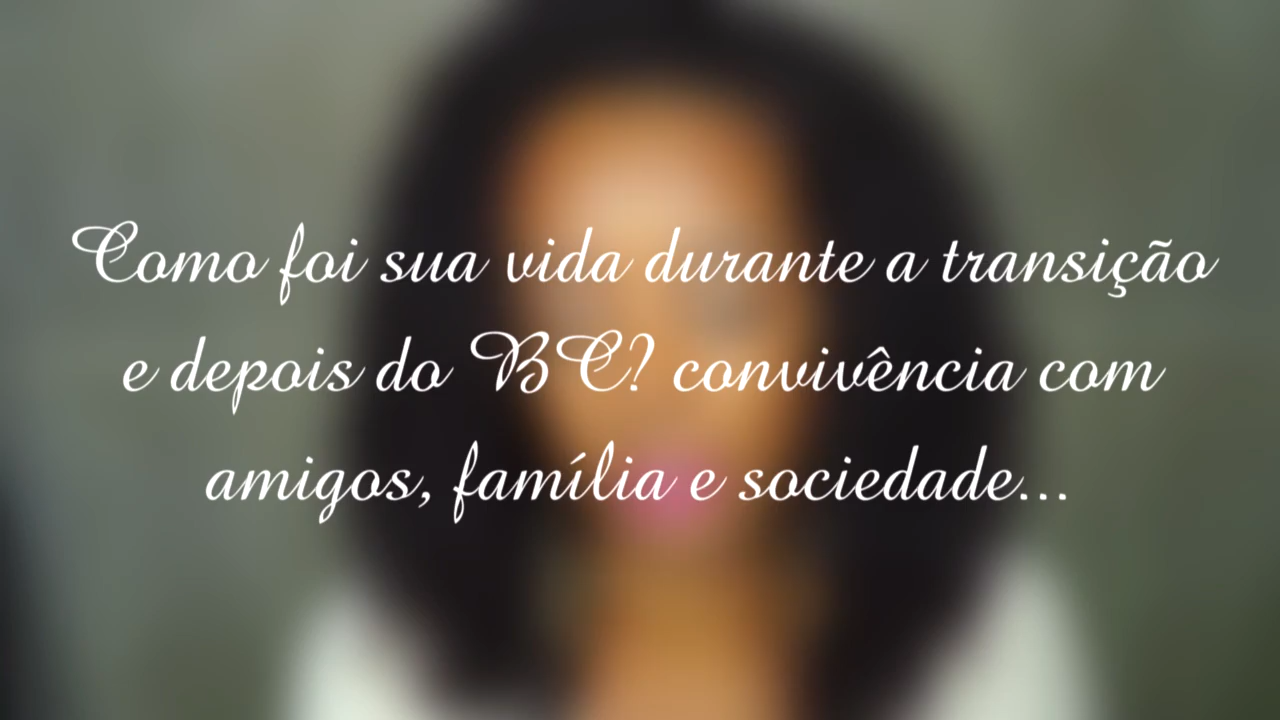 Como foi sua vida durante a transição
e depois do BC? convivência com
amigos, família e sociedade...